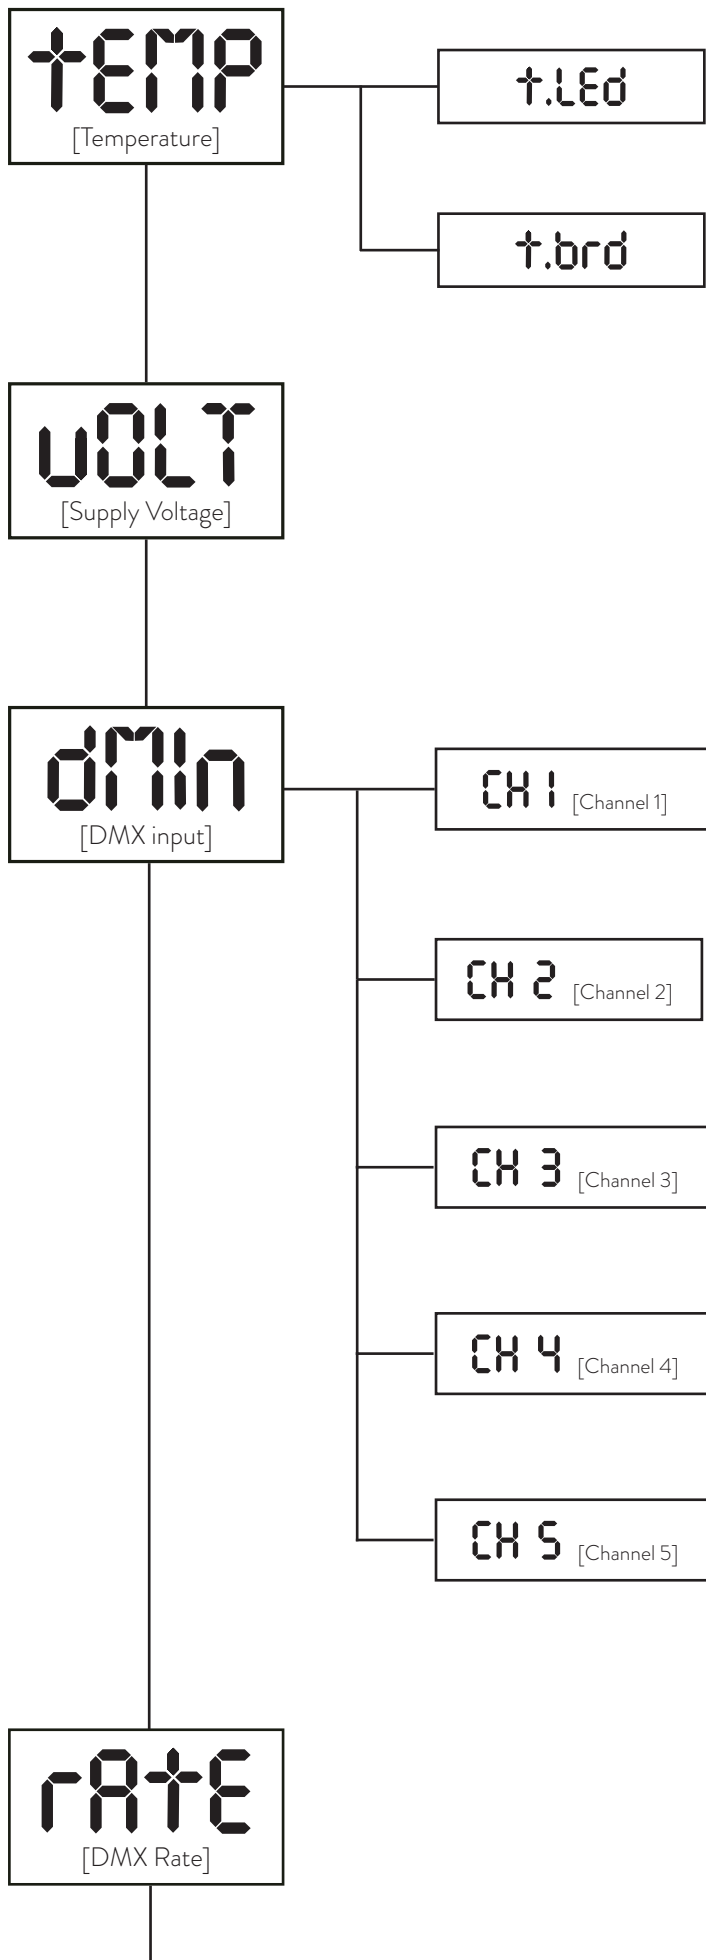 tEMP
[Temperature]
t.LEd
t.brd
vOLT
[Supply Voltage]
dMIn
[DMX input]
CH 1 [Channel 1]
CH 2 [Channel 2]
CH 3 [Channel 3]
CH 4 [Channel 4]
CH 5 [Channel 5]
rAtE
[DMX Rate]